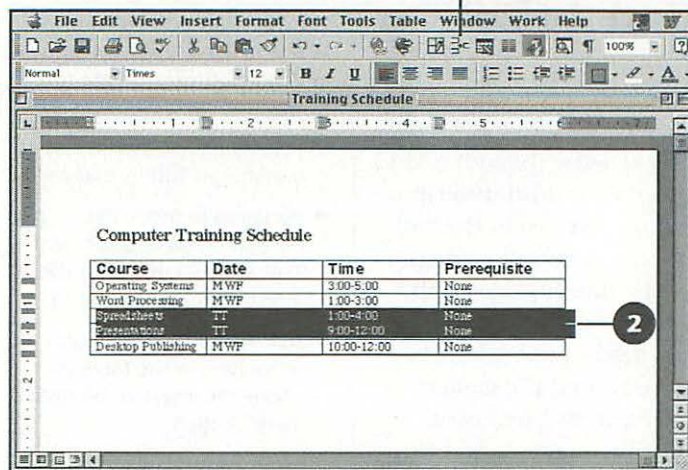 File Edit View Insert Format Font Tools Table Window Work Help
100%
Normal Times 12 B I U A
Training Schedule
1 2 3 4 5 6 7
Computer Training Schedule
Course Date Time Prerequisite
Operating Systems MWF 3:00-5:00 None
Word Processing MWF 1:00-3:00 None
Spreadsheets TT 1:00-4:00 None
Presentations TT 9:00-12:00 None
2
Desktop Publishing MWF 10:00-12:00 None
2